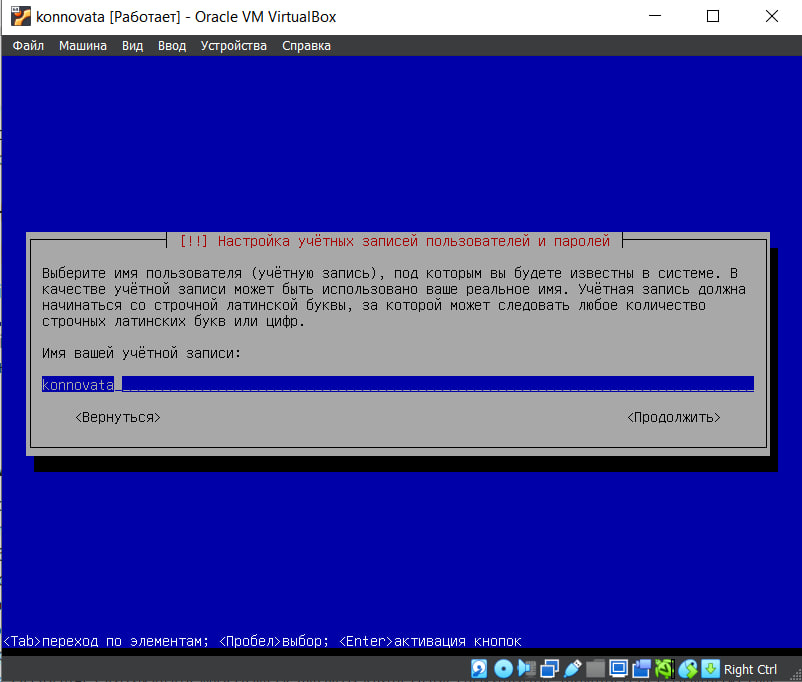 konnovata [Работает] - Oracle VM VirtualBox
Файл Машина Вид Ввод Устройства Справка
[!!] Настройка учётных записей пользователей и паролей
Выберите имя пользователя (учётную запись), под которым вы будете известны в системе. В
качестве учётной записи может быть использовано ваше реальное имя. Учётная запись должна
начинаться со строчной латинской буквы, за которой может следовать любое количество
строчных латинских букв или цифр.
Имя вашей учётной записи:
konnovata
<Вернуться> <Продолжить>
<Tab>переход по элементам; <Пробел>выбор; <Enter>активация кнопок
Right Ctrl